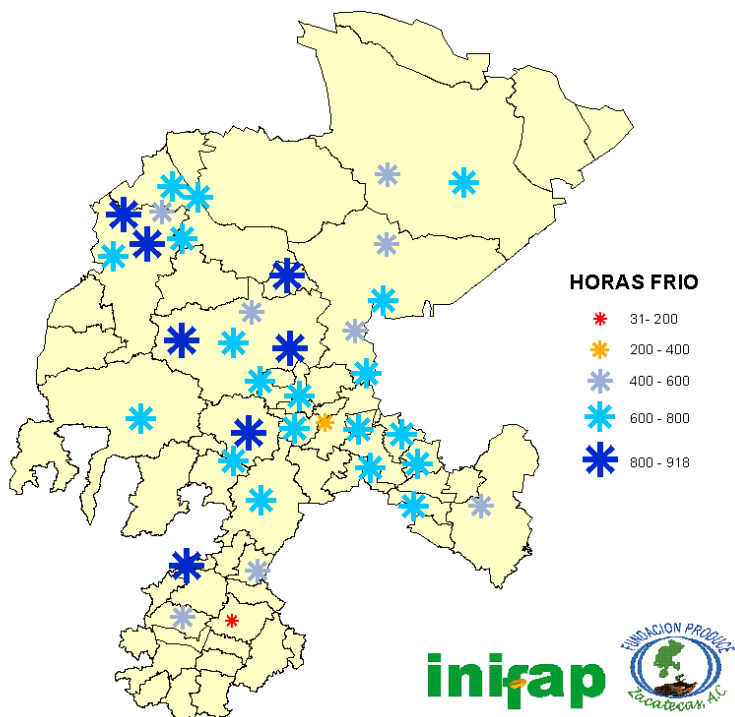 HORAS FRIO
31- 200
200 - 400
400 - 600
600 - 800
800 - 918
inifap
FUNDACION PRODUCE
Zacatecas, A.C